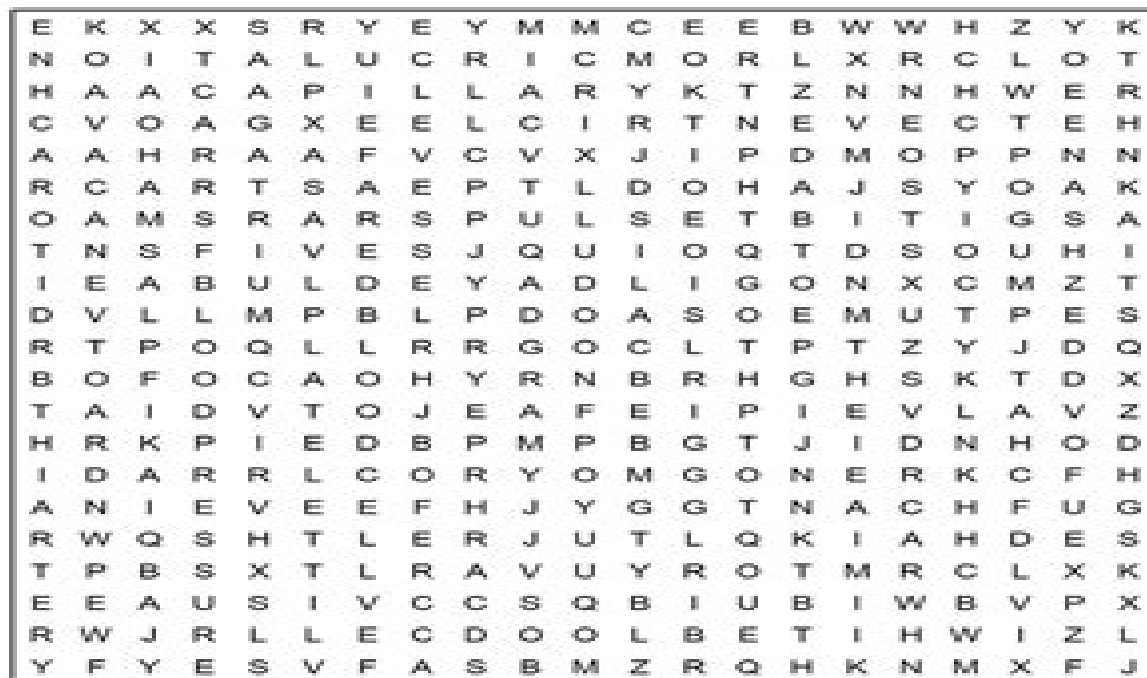 E K X X S R Y E Y M M C E E B W W H Z Y K
N O I T A L U C R I C M O R L X R C L O T
H A A C A P I L L A R Y K T Z N N H W E R
C V O A G X E E L C I R T N E V E C T E H
A A H R A A F V C V X J I P D M O P P N N
R C A R T S A E P T L D O H A J S Y O A K
O A M S R A R S P U L S E T B I T I G S A
T N S F I V E S J Q U I O Q T D S O U H I
I E A B U L D E Y A D L I G O N X C M Z T
D V L L M P B L P D O A S O E M U T P E S
R T P O Q L L R R G O C L T P T Z Y J D Q
B O F O C A O H Y R N B R H G H S K T D X
T A I D V T O J E A F E I P I E V L A V Z
H R K P I E D B P M P B G T J I D N H O D
I D A R R L C O R Y O M G O N E R K C F H
A N I E V E E F H J Y G G T N A C H F U G
R W Q S H T L E R J U T L Q K I A H D E S
T P B S X T L R A V U Y R O T M R C L X K
E E A U S I V C C S Q B I U B I W B V P X
R W J R L L E C D O O L B E T I H W I Z L
Y F Y E S V F A S B M Z R Q H K N M X F J